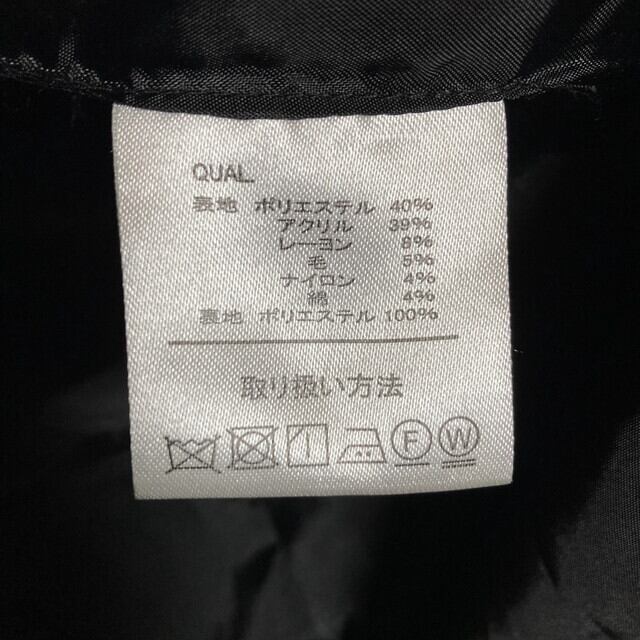 QUAL.
表地 ポリエステル 40%
アクリル 39%
レーヨン 8%
毛 5%
ナイロン 4%
綿 4%
裏地 ポリエステル 100%
取り扱い方法
F W